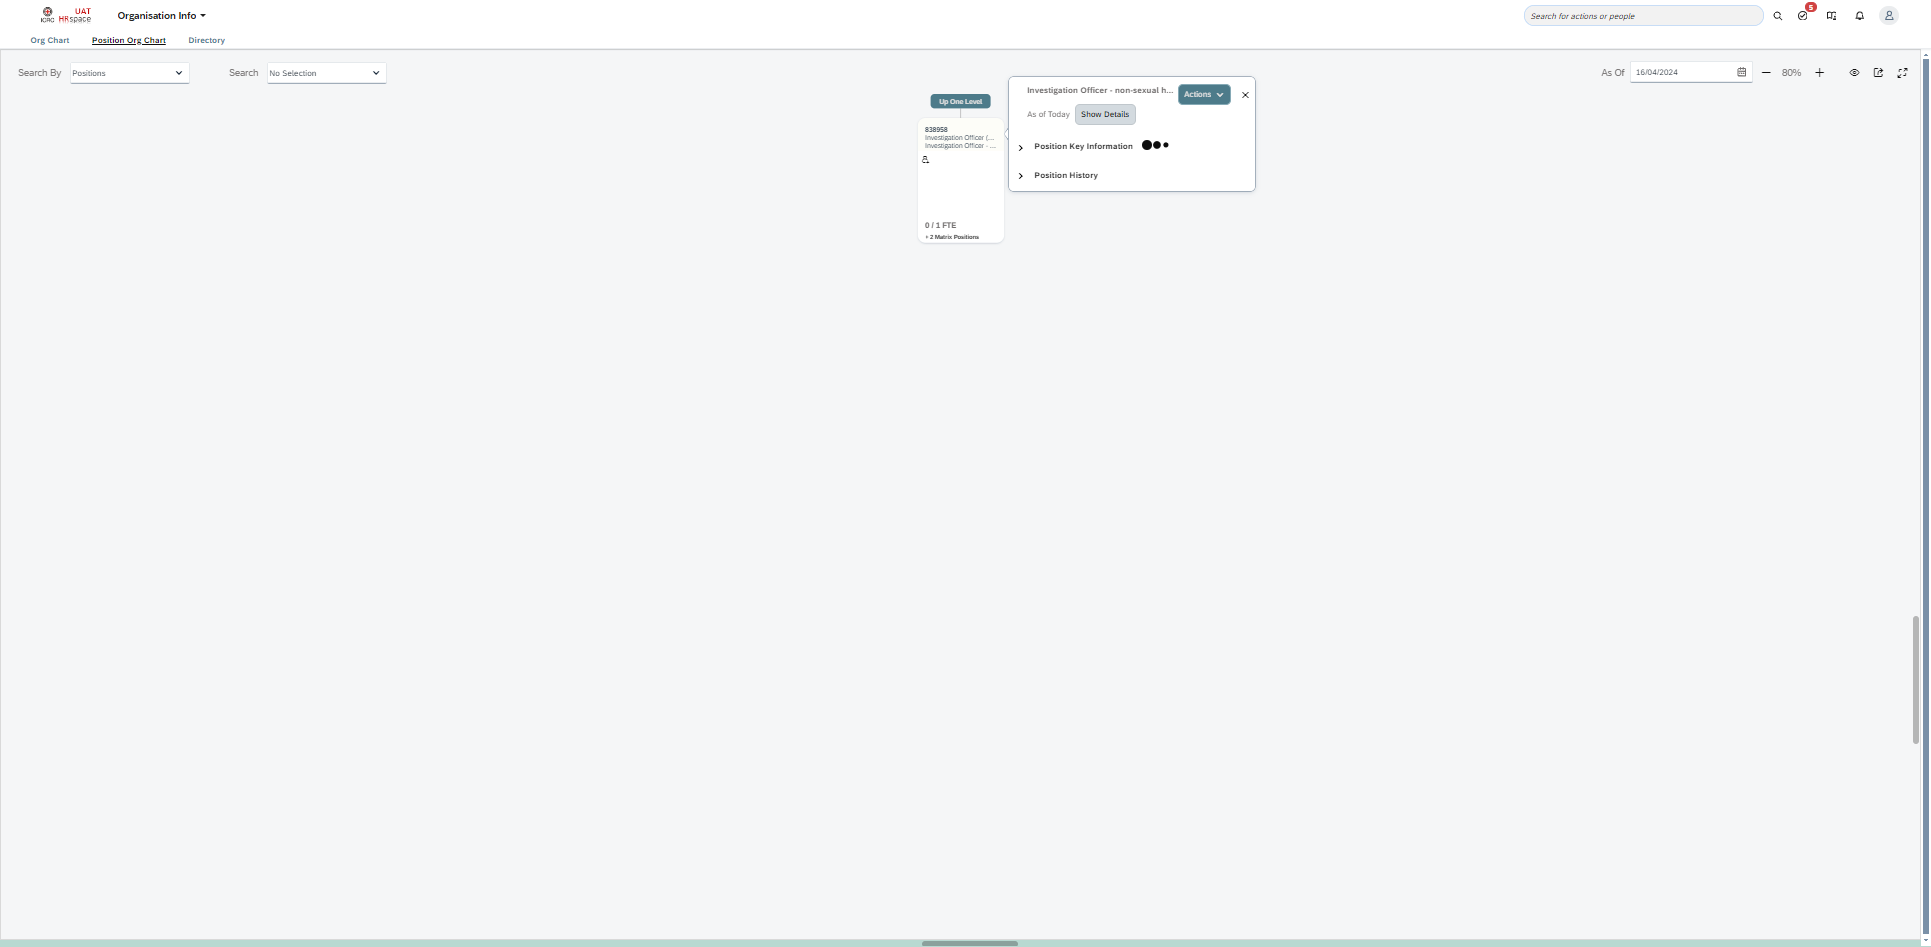 UAT
ICRC HRspace
Organisation Info
Search for actions or people
5
Org Chart
Position Org Chart
Directory
Search By
Positions
Search
No Selection
As Of
16/04/2024
80%
Up One Level
838958
Investigation Officer (...
Investigation Officer - ...
0 / 1 FTE
2 Matrix Positions
Investigation Officer - non-sexual h...
Actions
As of Today
Show Details
Position Key Information
Position History